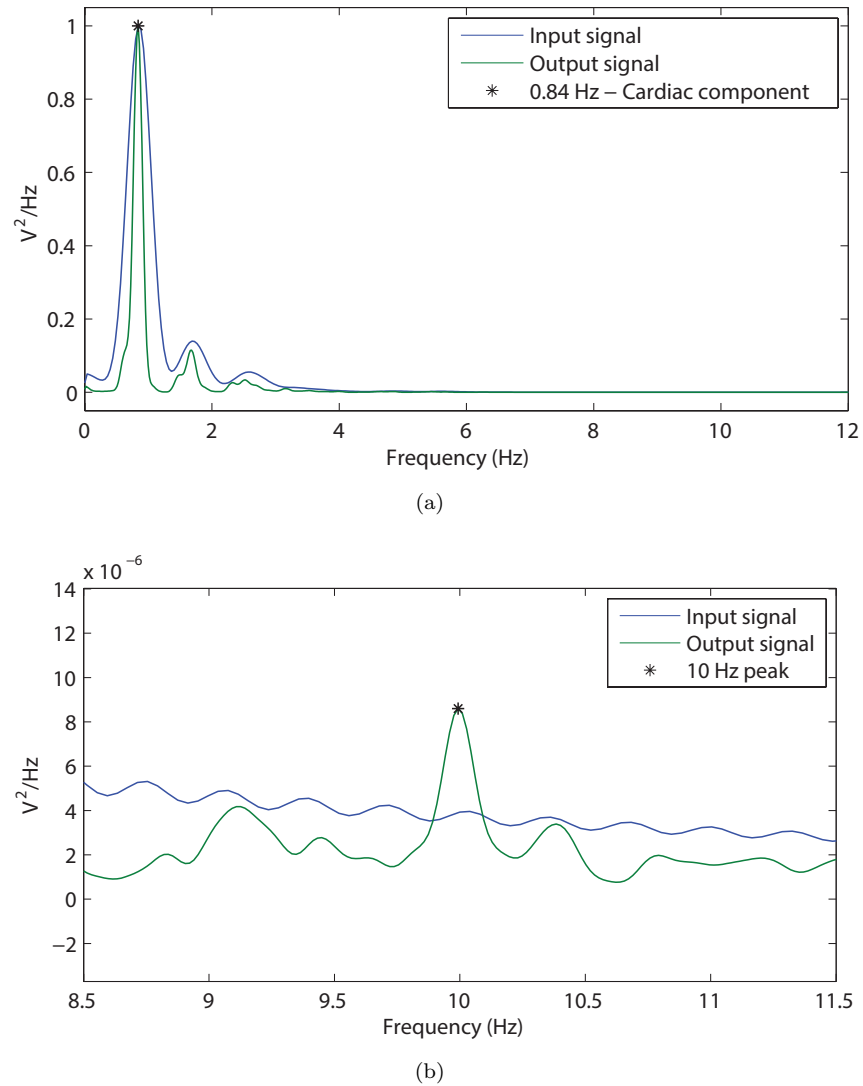 1
0.8
0.6
0.4
0.2
0
V²/Hz
Input signal
Output signal
0.84 Hz – Cardiac component
0 2 4 6 8 10 12
Frequency (Hz)
(a)
x 10⁻⁶
14
12
10
8
6
4
2
0
−2
V²/Hz
Input signal
Output signal
10 Hz peak
8.5 9 9.5 10 10.5 11 11.5
Frequency (Hz)
(b)